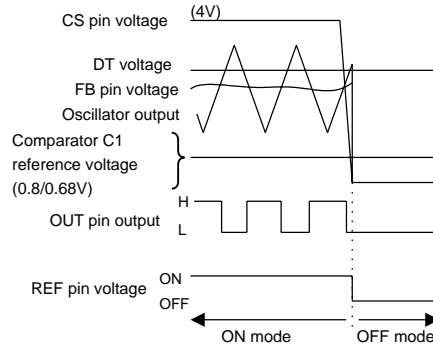 CS pin voltage
(4V)
DT voltage
FB pin voltage
Oscillator output
Comparator C1
reference voltage
(0.8/0.68V)
OUT pin output
H
L
REF pin voltage
ON
OFF
ON mode
OFF mode